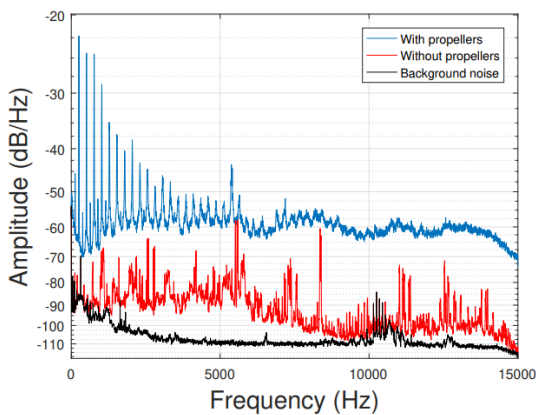 -20
-30
-40
-50
-60
-70
-80
-90
-100
-110
Amplitude (dB/Hz)
With propellers
Without propellers
Background noise
0 5000 10000 15000
Frequency (Hz)